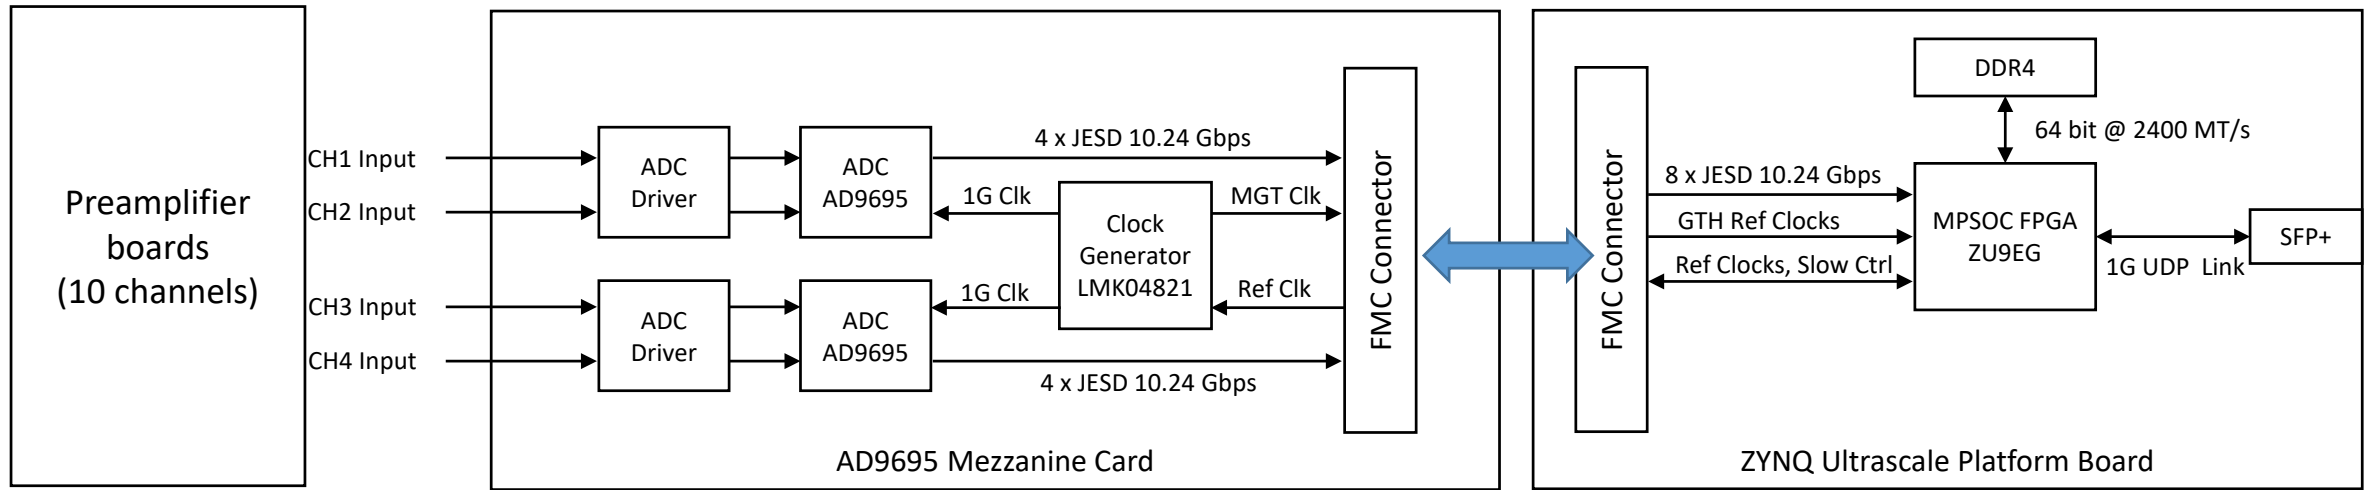 Preamplifier
boards
(10 channels)
CH1 Input
CH2 Input
CH3 Input
CH4 Input
ADC
Driver
ADC
AD9695
4 x JESD 10.24 Gbps
1G Clk
MGT Clk
Clock
Generator
LMK04821
1G Clk
Ref Clk
ADC
Driver
ADC
AD9695
4 x JESD 10.24 Gbps
FMC Connector
AD9695 Mezzanine Card
FMC Connector
DDR4
64 bit @ 2400 MT/s
8 x JESD 10.24 Gbps
GTH Ref Clocks
Ref Clocks, Slow Ctrl
MPSOC FPGA
ZU9EG
1G UDP Link
SFP+
ZYNQ Ultrascale Platform Board